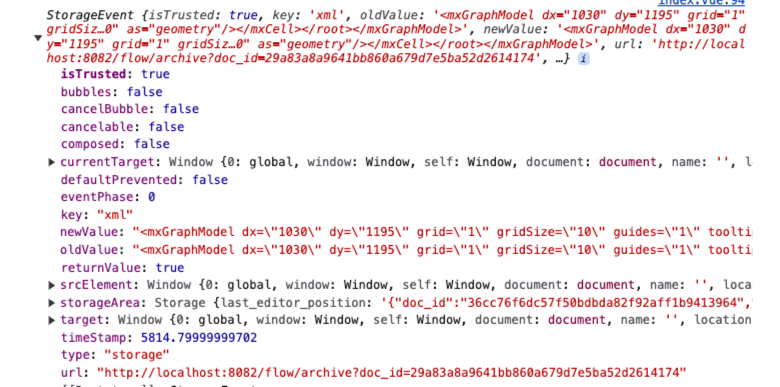 index.vue:94
StorageEvent {isTrusted: true, key: 'xml', oldValue: '<mxGraphModel dx="1030" dy="1195" grid="1"
gridSiz…0" as="geometry"/></mxCell></root></mxGraphModel>', newValue: '<mxGraphModel dx="1030" d
y="1195" grid="1" gridSiz…0" as="geometry"/></mxCell></root></mxGraphModel>', url: 'http://local
host:8082/flow/archive?doc_id=29a83a8a9641bb860a679d7e5ba52d2614174', …} i
isTrusted: true
bubbles: false
cancelBubble: false
cancelable: false
composed: false
currentTarget: Window {0: global, window: Window, self: Window, document: document, name: '', l
defaultPrevented: false
eventPhase: 0
key: "xml"
newValue: "<mxGraphModel dx=\"1030\" dy=\"1195\" grid=\"1\" gridSize=\"10\" guides=\"1\" toolti
oldValue: "<mxGraphModel dx=\"1030\" dy=\"1195\" grid=\"1\" gridSize=\"10\" guides=\"1\" toolti
returnValue: true
srcElement: Window {0: global, window: Window, self: Window, document: document, name: '', loca
storageArea: Storage {last_editor_position: '{"doc_id":"36cc76f6dc57f50bdbda82f92aff1b9413964",
target: Window {0: global, window: Window, self: Window, document: document, name: '', location
timeStamp: 5814.79999999702
type: "storage"
url: "http://localhost:8082/flow/archive?doc_id=29a83a8a9641bb860a679d7e5ba52d2614174"